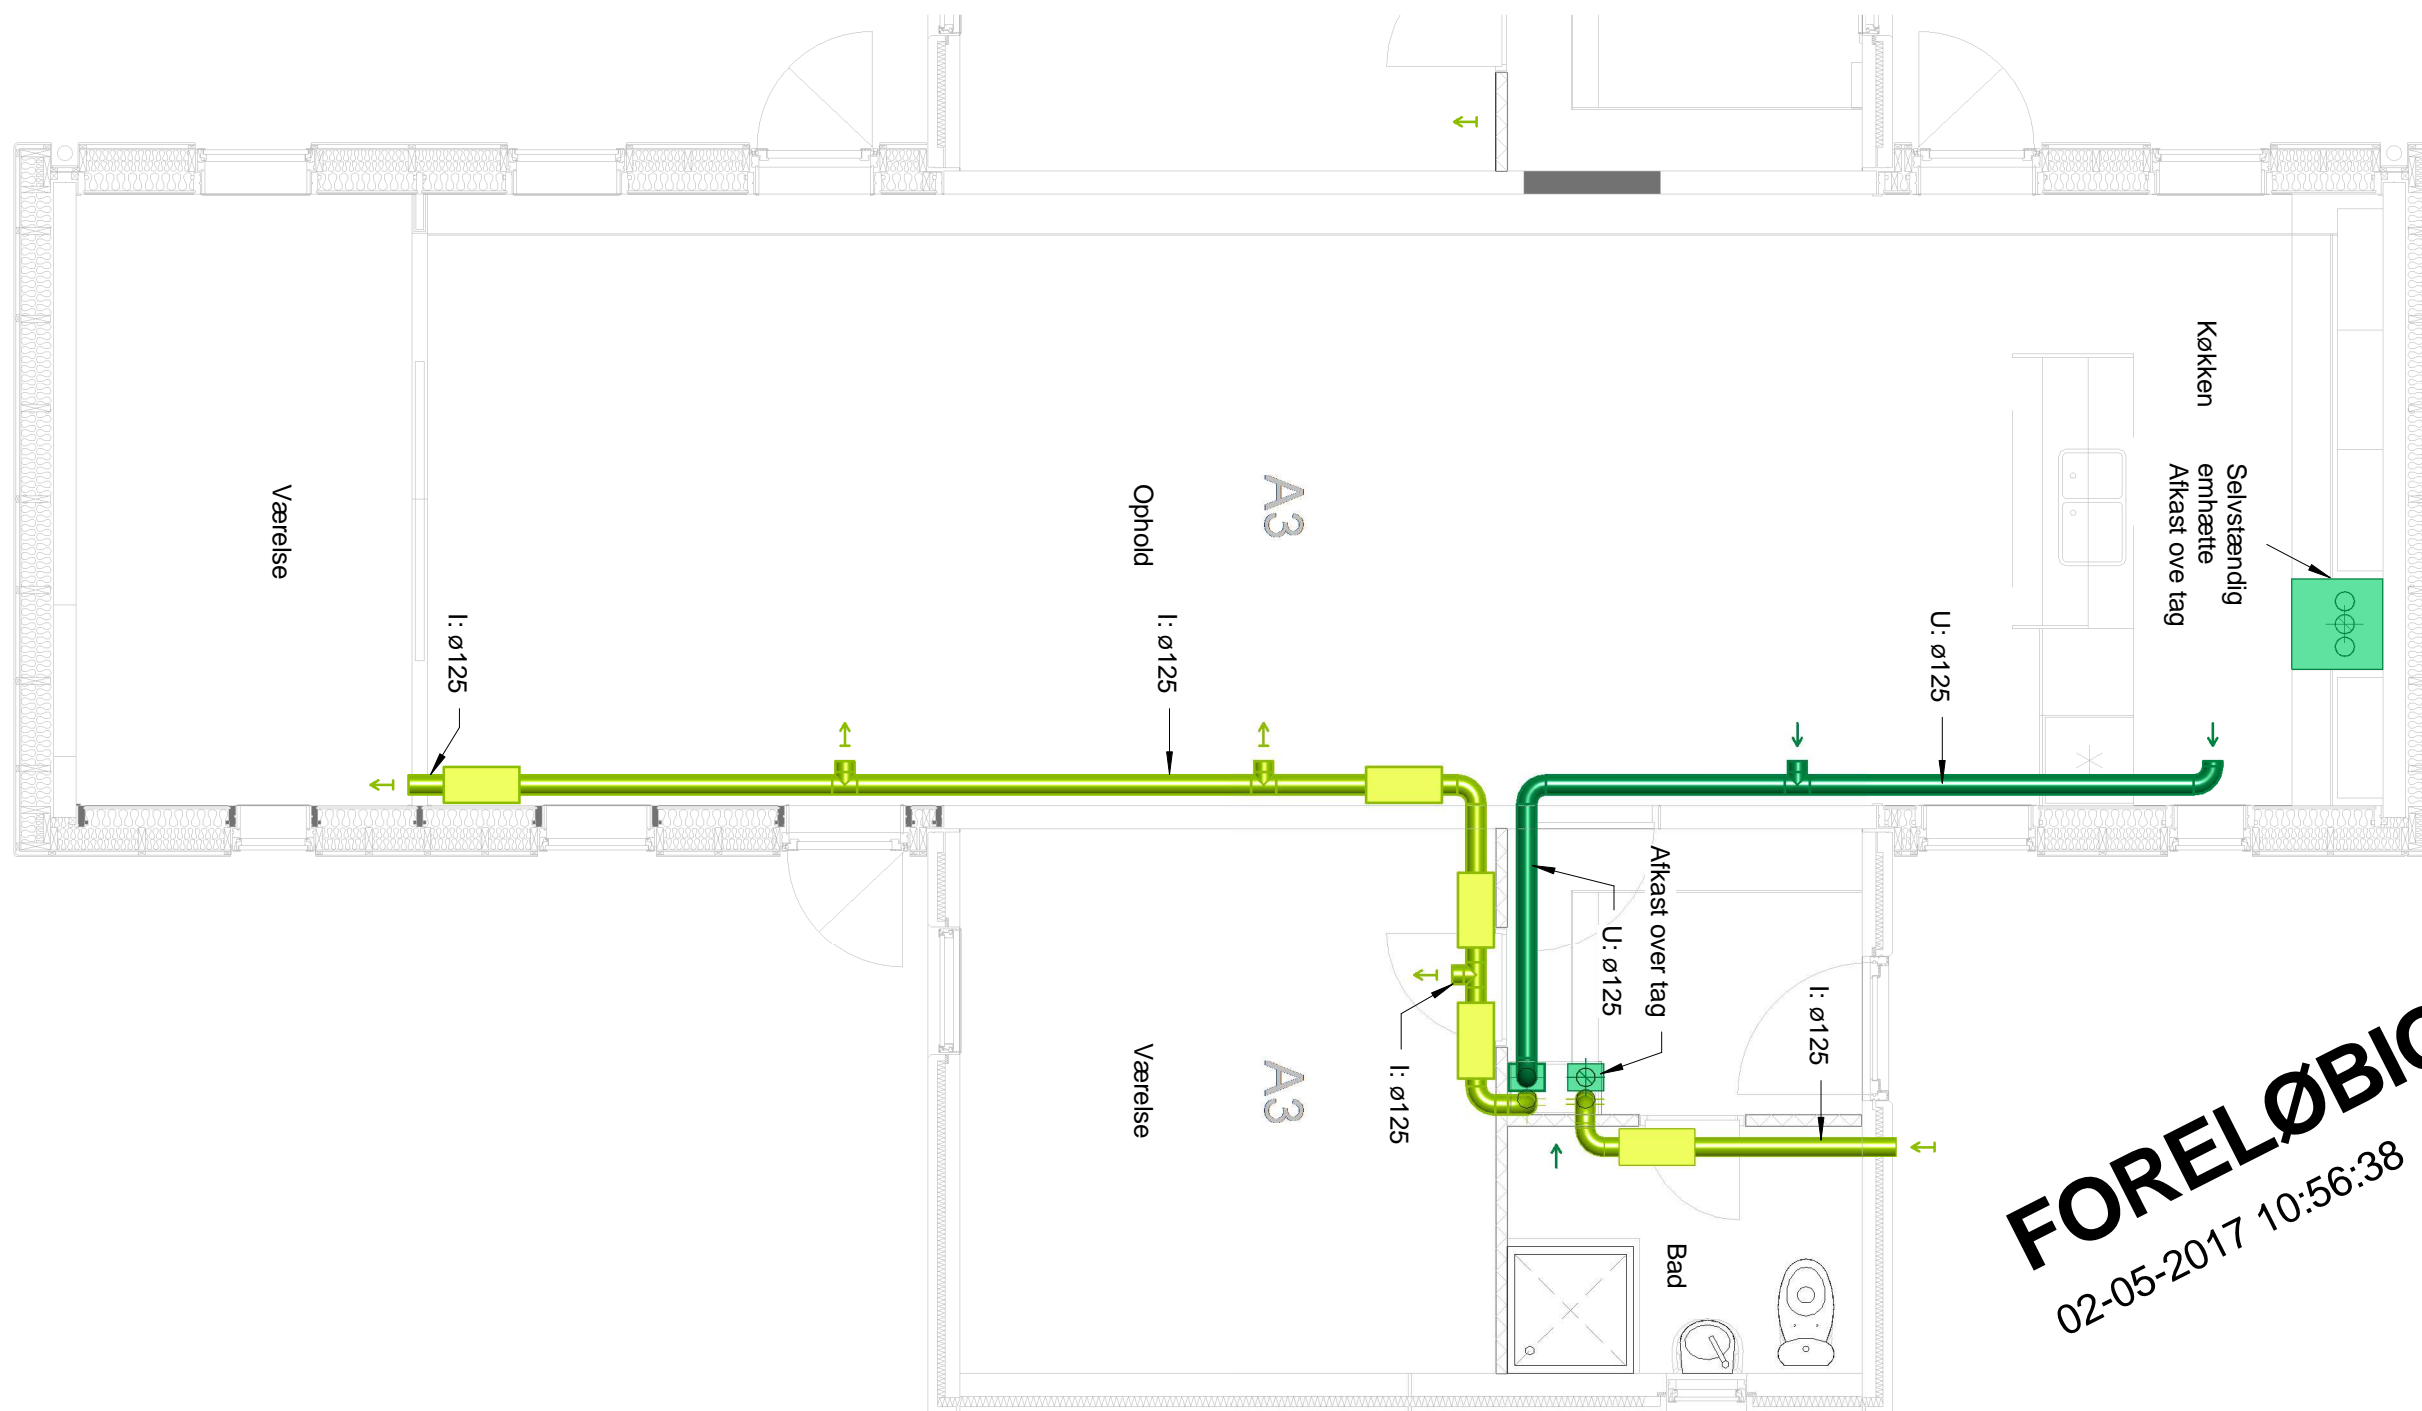 Køkken
Selvstændig
emhætte
Afkast ove tag
A3
Ophold
Værelse
I: ø125
I: ø125
U: ø125
Afkast over tag
U: ø125
I: ø125
I: ø125
A3
Værelse
Bad
FORELØBIG
02-05-2017 10:56:38